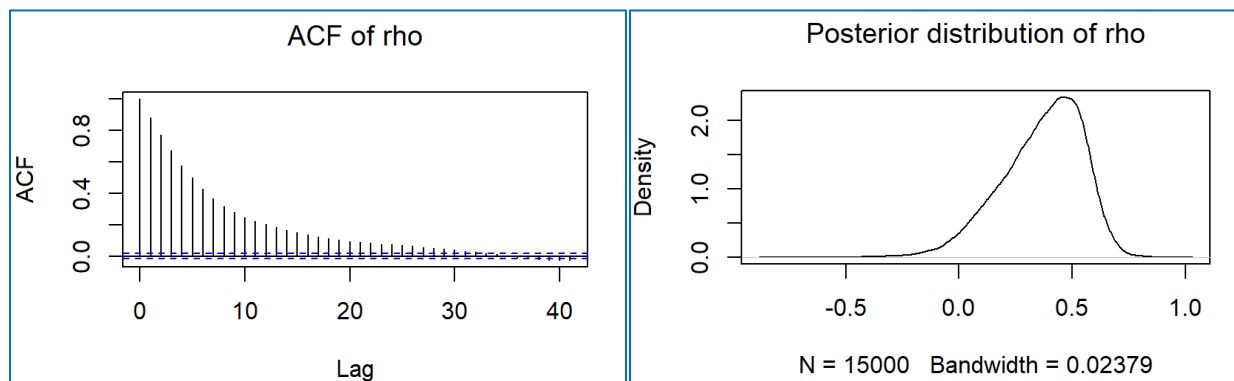 ACF of rho
ACF
0.0 0.4 0.8
0 10 20 30 40
Lag
Posterior distribution of rho
Density
0.0 1.0 2.0
-0.5 0.0 0.5 1.0
N = 15000 Bandwidth = 0.02379